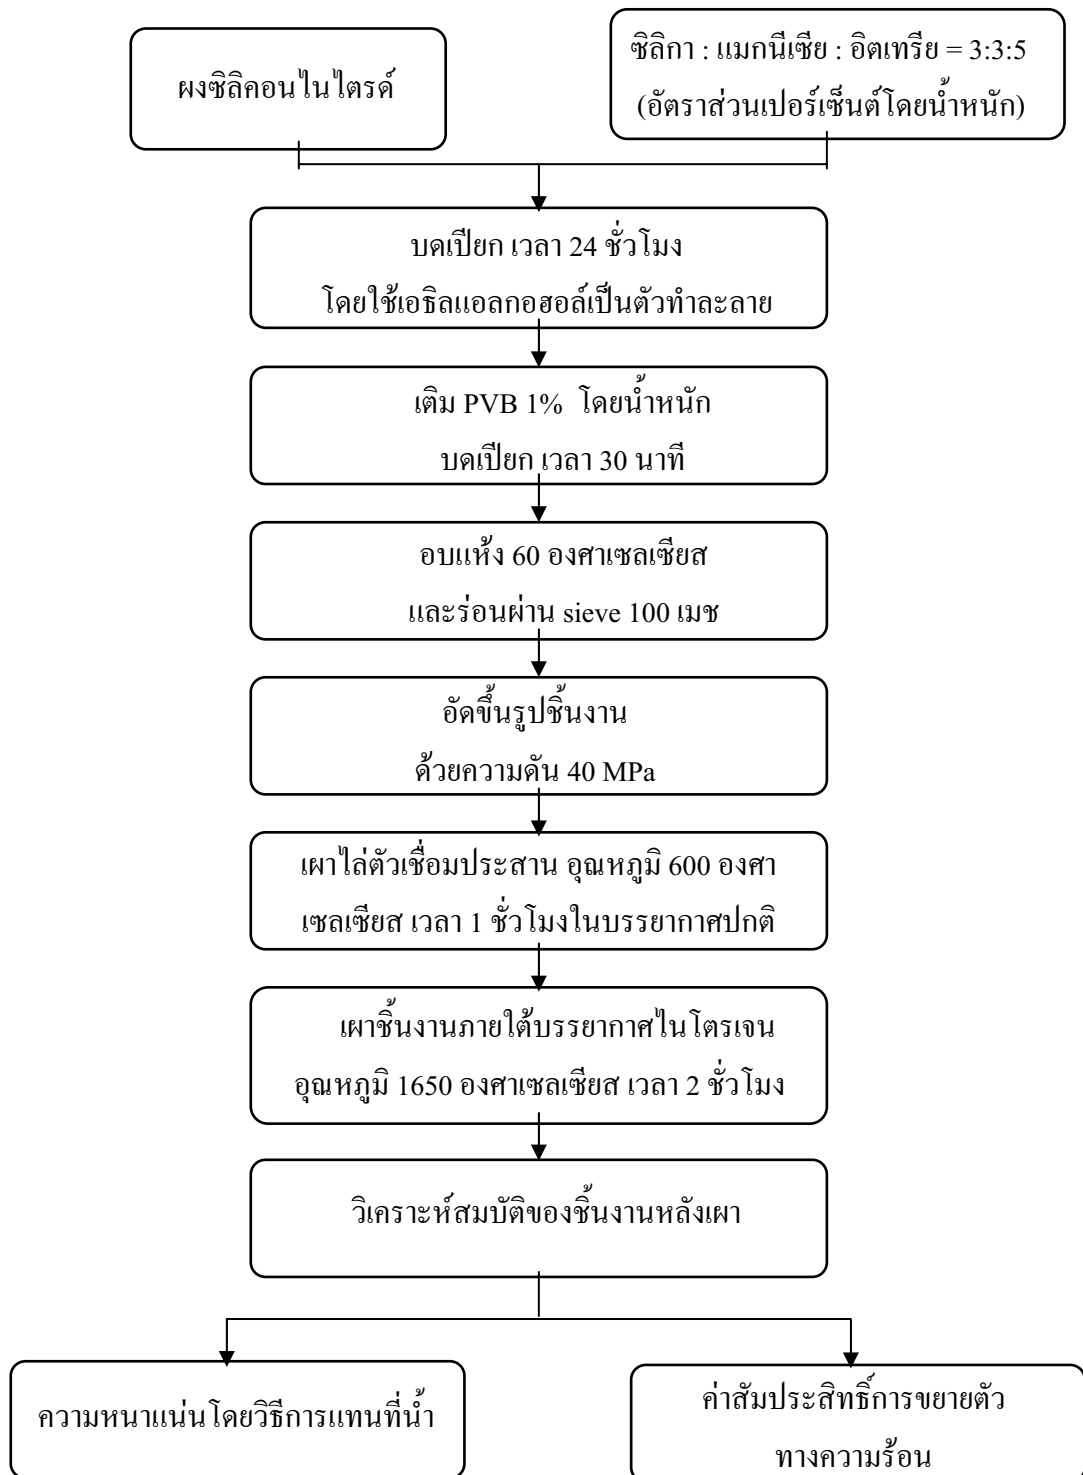 ผงซิลิคอนไนไตรด์
ซิลิกา : แมกนีเซีย : อิตเทรีย = 3:3:5
(อัตราส่วนเปอร์เซ็นต์โดยน้ำหนัก)
บดเปียก เวลา 24 ชั่วโมง
โดยใช้เอธิลแอลกอฮอล์เป็นตัวทำละลาย
เติม PVB 1% โดยน้ำหนัก
บดเปียก เวลา 30 นาที
อบแห้ง 60 องศาเซลเซียส
และร่อนผ่าน sieve 100 เมช
อัดขึ้นรูปชิ้นงาน
ด้วยความดัน 40 MPa
เผาไล่ตัวเชื่อมประสาน อุณหภูมิ 600 องศา
เซลเซียส เวลา 1 ชั่วโมงในบรรยากาศปกติ
เผาชิ้นงานภายใต้บรรยากาศไนโตรเจน
อุณหภูมิ 1650 องศาเซลเซียส เวลา 2 ชั่วโมง
วิเคราะห์สมบัติของชิ้นงานหลังเผา
ความหนาแน่นโดยวิธีการแทนที่น้ำ
ค่าสัมประสิทธิ์การขยายตัว
ทางความร้อน